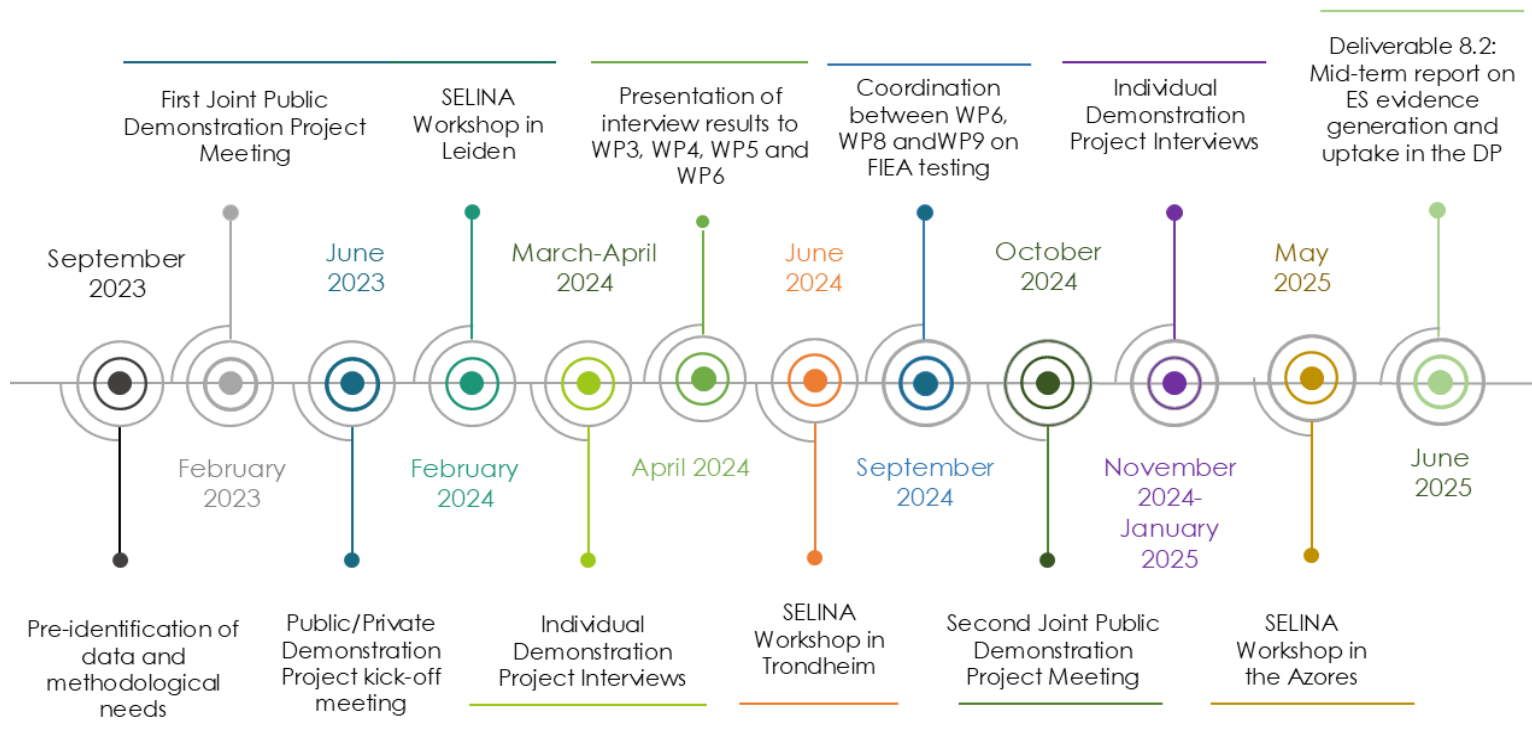 First Joint Public
Demonstration Project
Meeting
SELINA
Workshop in
Leiden
Presentation of
interview results to
WP3, WP4, WP5 and
WP6
Coordination
between WP6,
WP8 andWP9 on
FIEA testing
Individual
Demonstration
Project Interviews
Deliverable 8.2:
Mid-term report on
ES evidence
generation and
uptake in the DP
September
2023
June
2023
March-April
2024
June
2024
October
2024
May
2025
February
2023
February
2024
April 2024
September
2024
November
2024-
January
2025
June
2025
Pre-identification of
data and
methodological
needs
Public/Private
Demonstration
Project kick-off
meeting
Individual
Demonstration
Project Interviews
SELINA
Workshop in
Trondheim
Second Joint Public
Demonstration
Project Meeting
SELINA
Workshop in
the Azores